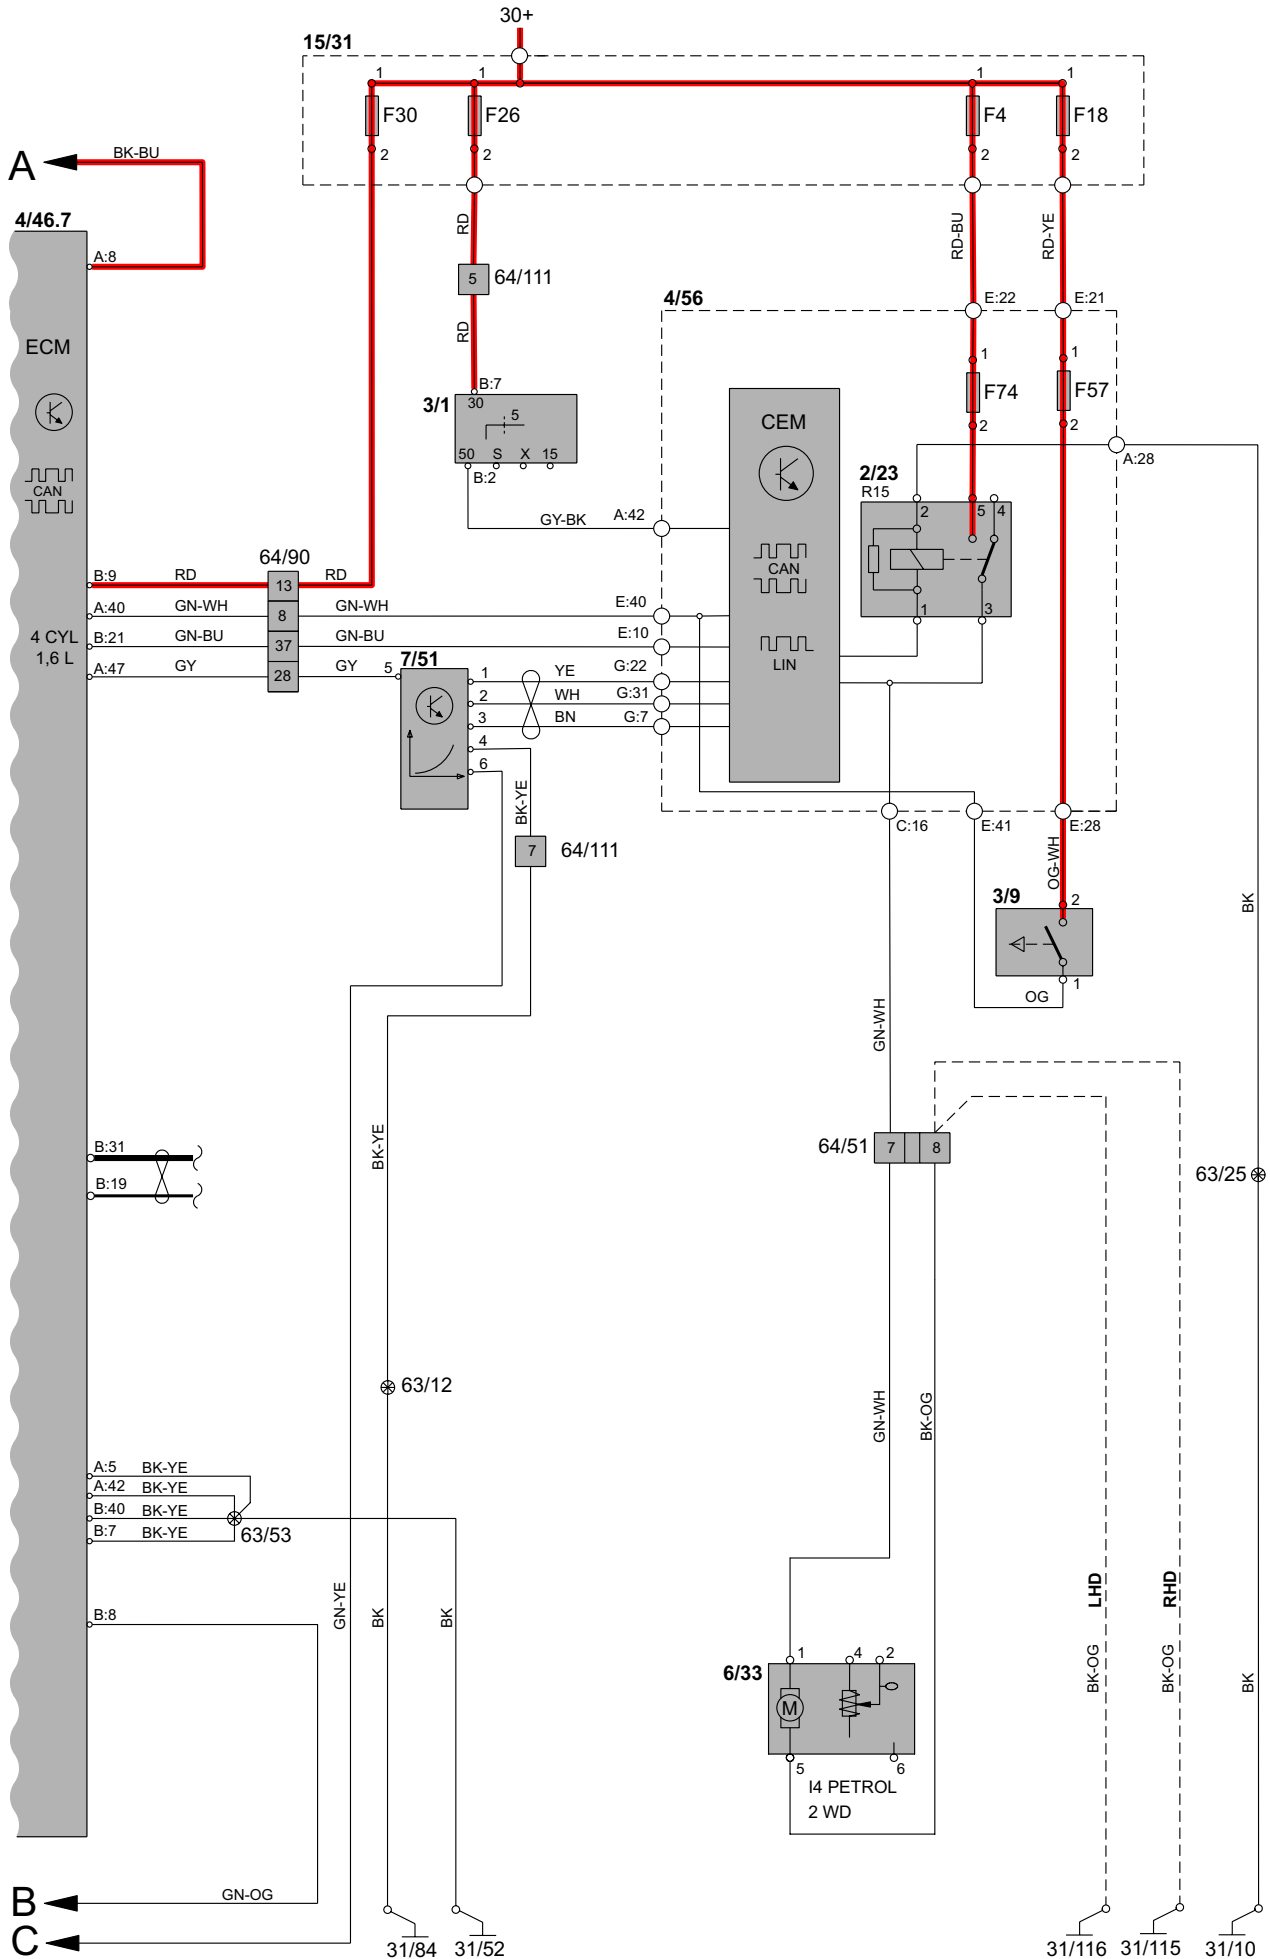 30+
15/31
1
1
1
1
F30
F26
F4
F18
2
2
2
2
A
BK-BU
4/46.7
A:8
RD
RD-BU
RD-YE
5
64/111
4/56
E:22
E:21
RD
ECM
1
1
B:7
F74
F57
3/1
30
5
CEM
2
2
50
S
X
15
B:2
A:28
2/23
R15
CAN
2
5
4
GY-BK
A:42
CAN
64/90
B:9
RD
13
RD
A:40
GN-WH
8
GN-WH
E:40
1
3
4 CYL
1,6 L
B:21
GN-BU
37
GN-BU
E:10
LIN
7/51
A:47
GY
28
GY
5
1
YE
G:22
2
WH
G:31
3
BN
G:7
4
6
BK-YE
C:16
E:41
E:28
7
64/111
OG-WH
3/9
2
BK
1
OG
GN-WH
BK-YE
B:31
64/51
7
8
B:19
63/25
63/12
GN-WH
BK-OG
A:5
BK-YE
A:42
BK-YE
B:40
BK-YE
B:7
BK-YE
63/53
GN-YE
BK
BK
LHD
RHD
B:8
BK-OG
BK-OG
BK
6/33
1
4
2
M
5
6
I4 PETROL
2 WD
B
GN-OG
C
31/84
31/52
31/116
31/115
31/10